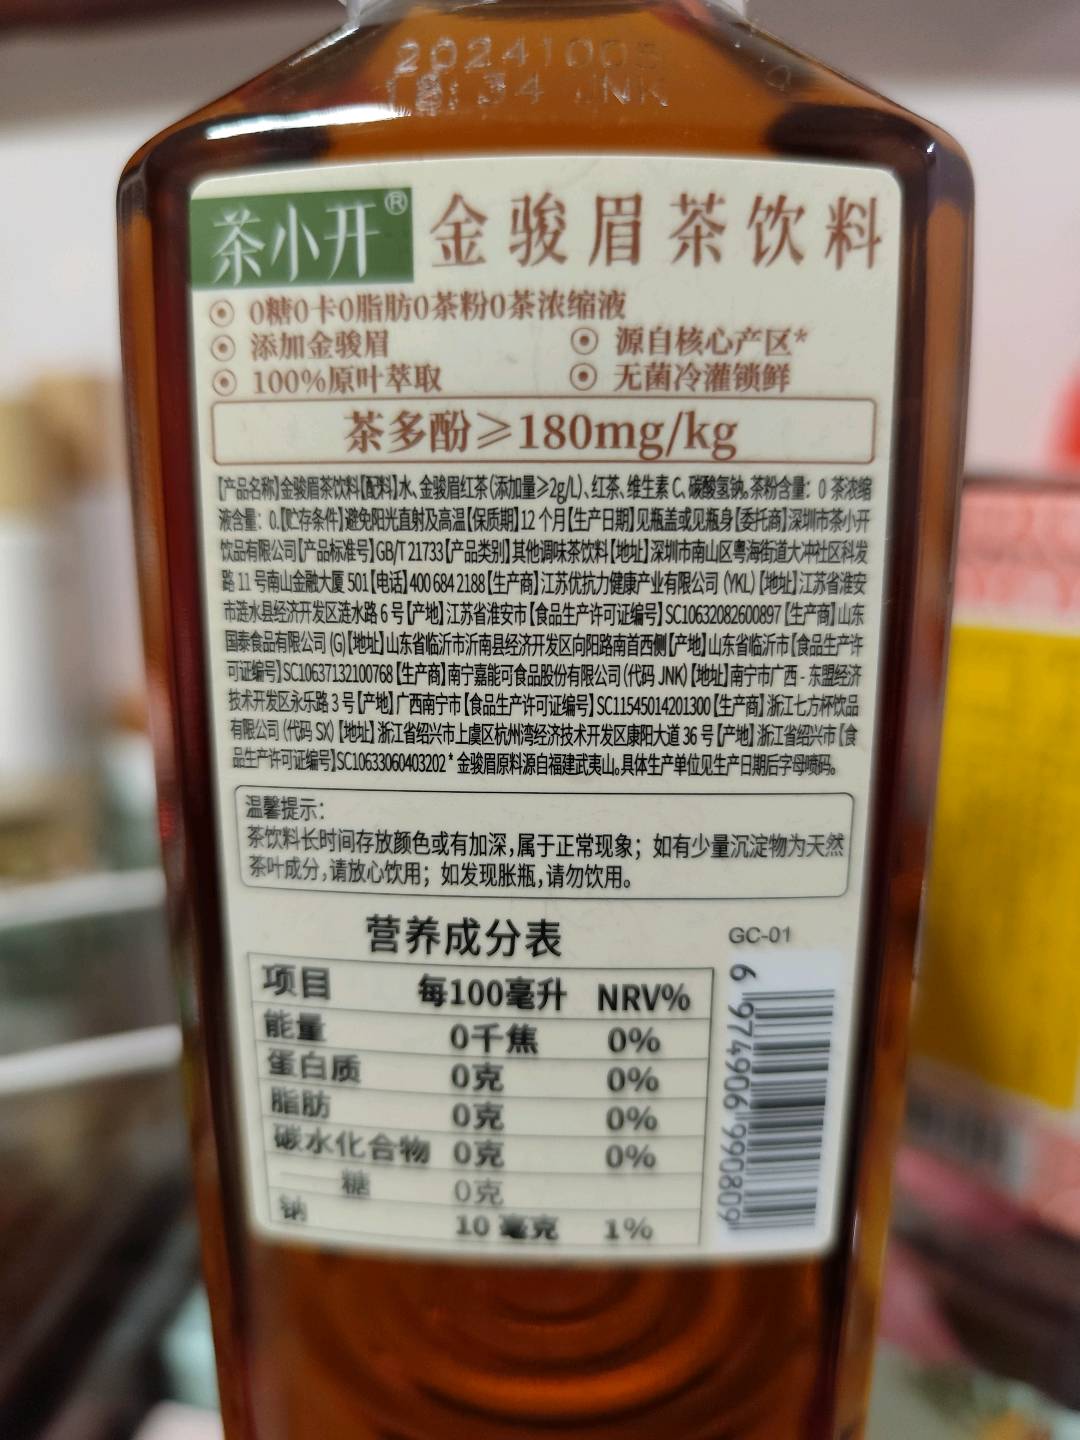 20241005
18:34 JNK
茶小开® 金骏眉茶饮料
0糖0卡0脂肪0茶粉0茶浓缩液
添加金骏眉 源自核心产区*
100%原叶萃取 无菌冷灌锁鲜
茶多酚≥180mg/kg
【产品名称】金骏眉茶饮料【配料】水、金骏眉红茶(添加量≥2g/L)、红茶、维生素C、碳酸氢钠。茶粉含量：0 茶浓缩
液含量：0.【贮存条件】避免阳光直射及高温【保质期】12个月【生产日期】见瓶盖或见瓶身【委托商】深圳市茶小开
饮品有限公司【产品标准号】GB/T 21733【产品类别】其他调味茶饮料【地址】深圳市南山区粤海街道大冲社区科发
路11号南山金融大厦501【电话】400 684 2188【生产商】江苏优抗力健康产业有限公司 (YKL)【地址】江苏省淮安
市涟水县经济开发区涟水路6号【产地】江苏省淮安市【食品生产许可证编号】SC10632082600897【生产商】山东
国泰食品有限公司 (G)【地址】山东省临沂市沂南县经济开发区向阳路南首西侧【产地】山东省临沂市【食品生产许
可证编号】SC10637132100768【生产商】南宁嘉能可食品股份有限公司 (代码 JNK)【地址】南宁市广西-东盟经济
技术开发区永乐路3号【产地】广西南宁市【食品生产许可证编号】SC11545014201300【生产商】浙江七方杯饮品
有限公司 (代码 SX)【地址】浙江省绍兴市上虞区杭州湾经济技术开发区康阳大道36号【产地】浙江省绍兴市【食
品生产许可证编号】SC10633060403202*金骏眉原料源自福建武夷山。具体生产单位见生产日期后字母喷码。
温馨提示：
茶饮料长时间存放颜色或有加深，属于正常现象；如有少量沉淀物为天然
茶叶成分，请放心饮用；如发现胀瓶，请勿饮用。
营养成分表
GC-01
项目 每100毫升 NRV%
能量 0千焦 0%
蛋白质 0克 0%
脂肪 0克 0%
碳水化合物 0克 0%
—糖 0克
钠 10毫克 1%
6 974906 990809